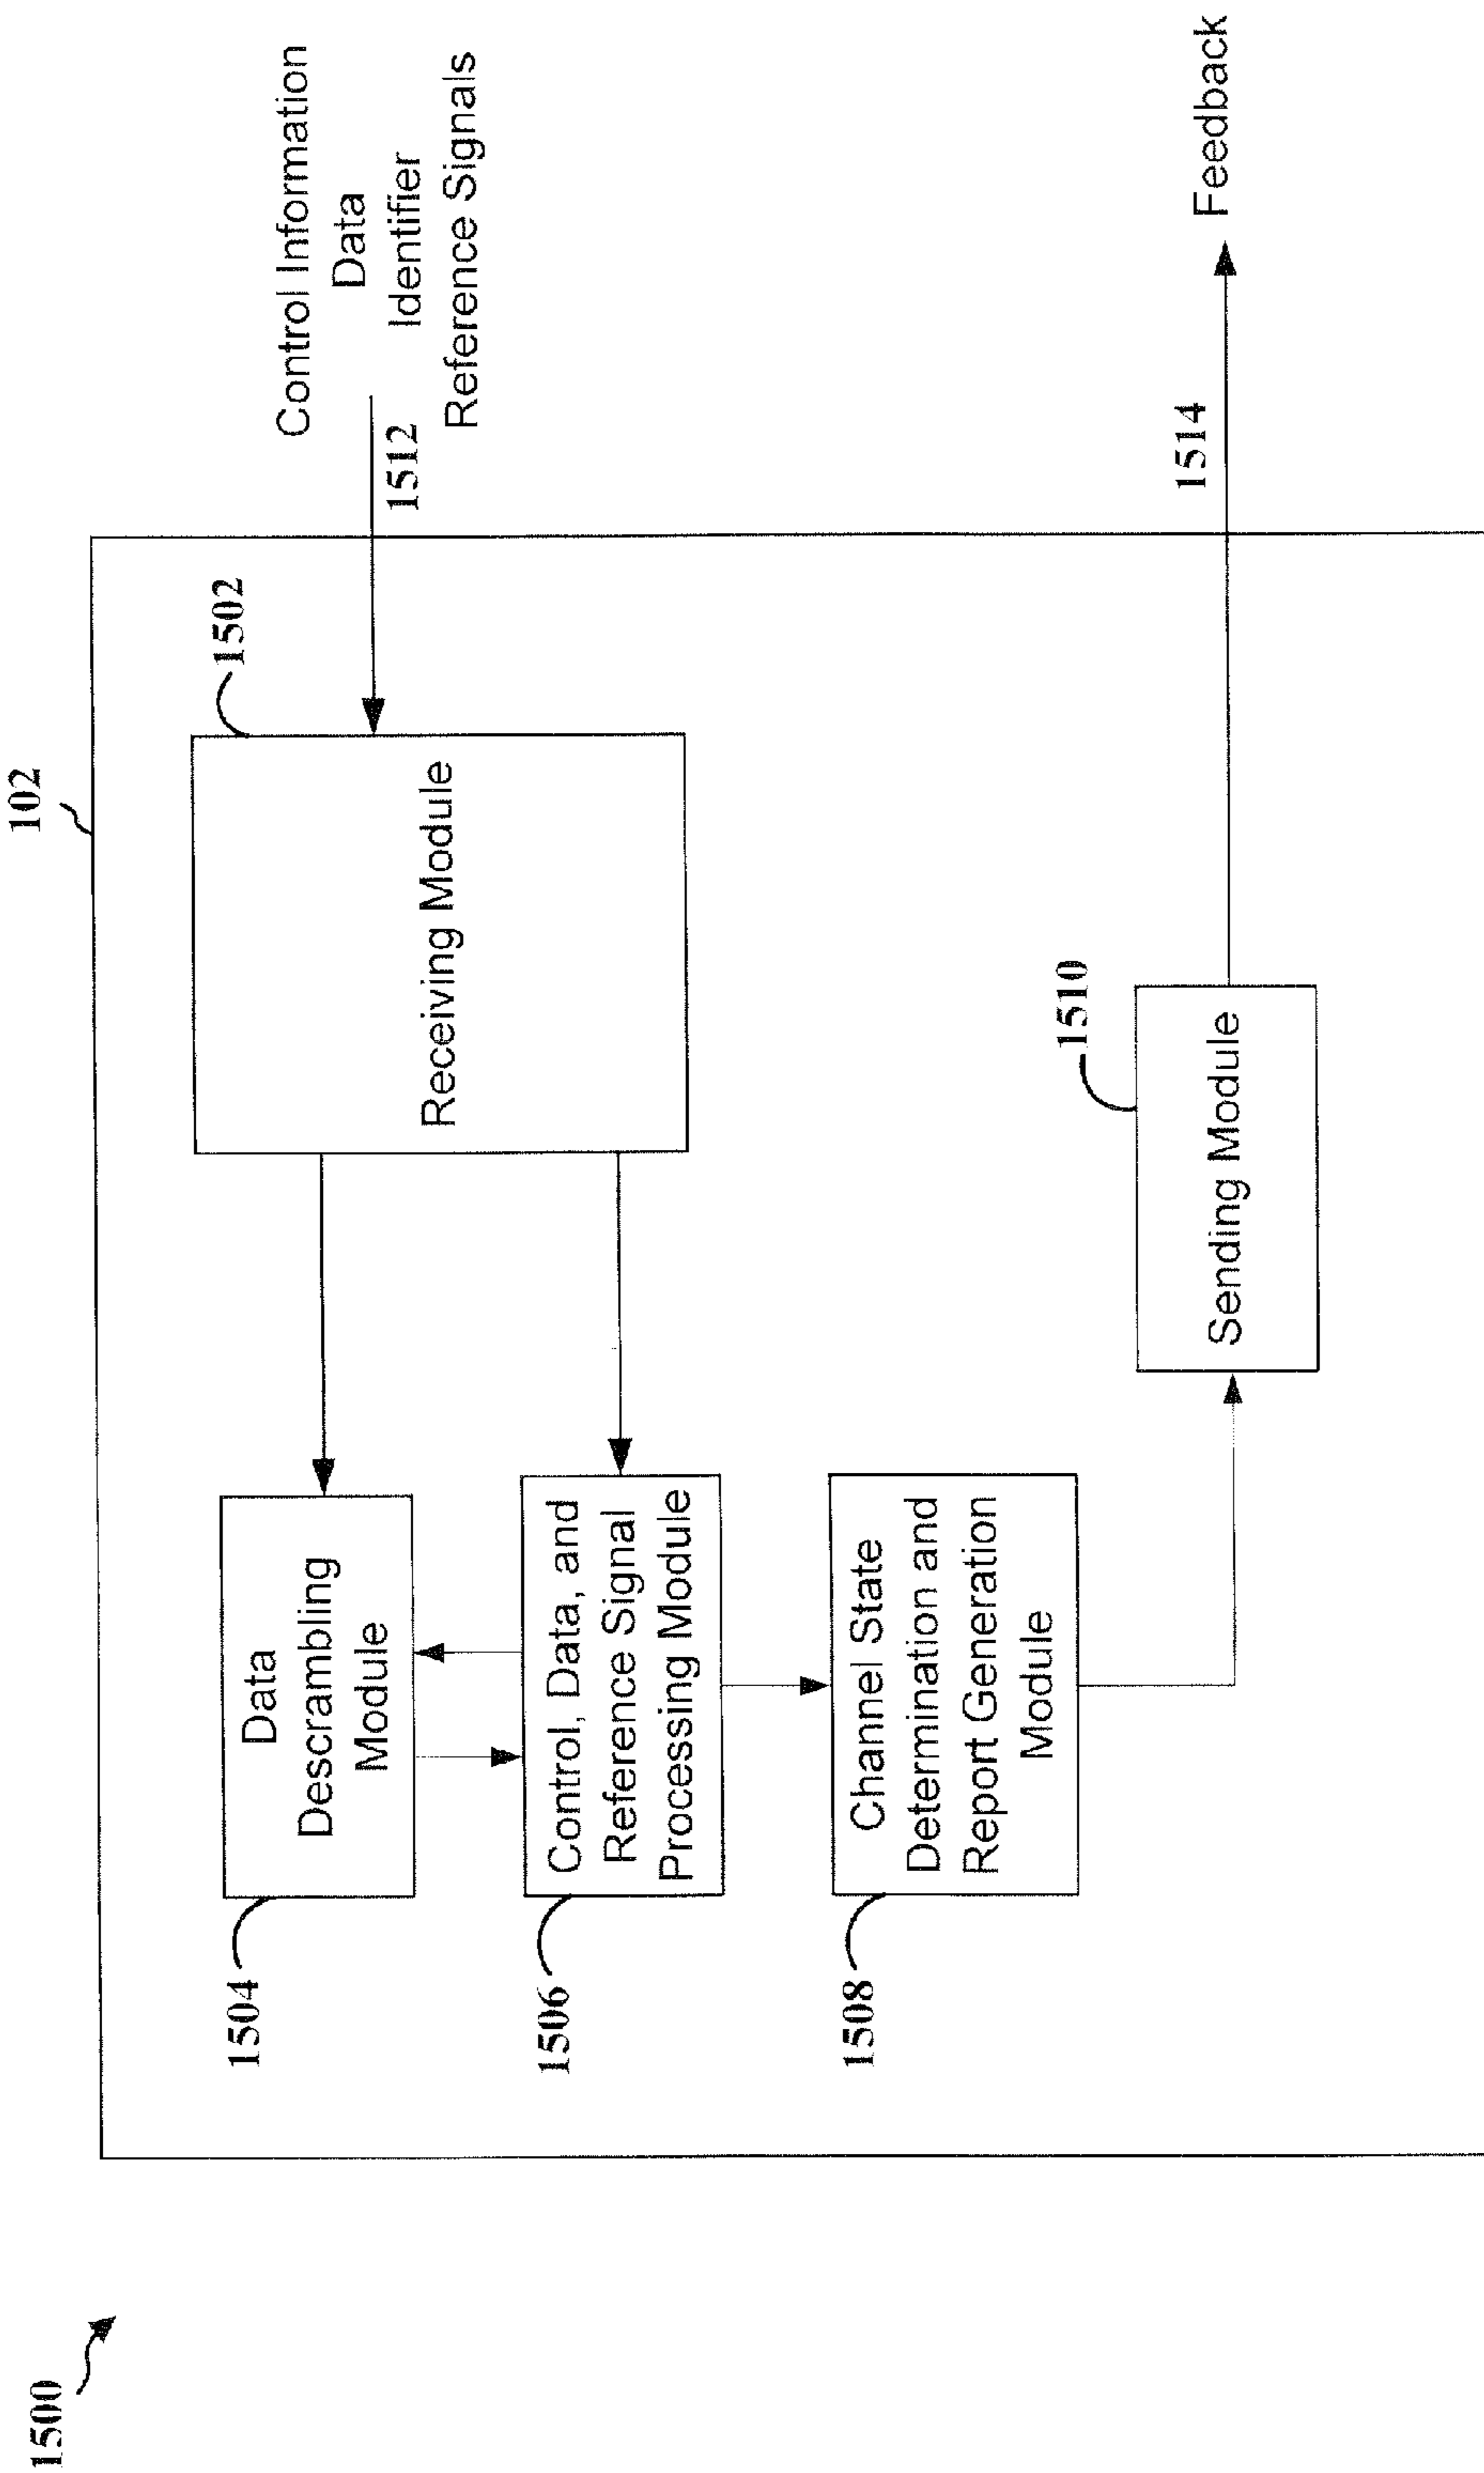 1500
102
Control Information
Data
Identifier
Reference Signals
1512
1502
Receiving Module
1504
Data
Descrambling
Module
1506
Control, Data, and
Reference Signal
Processing Module
1508
Channel State
Determination and
Report Generation
Module
1510
Sending Module
1514
Feedback